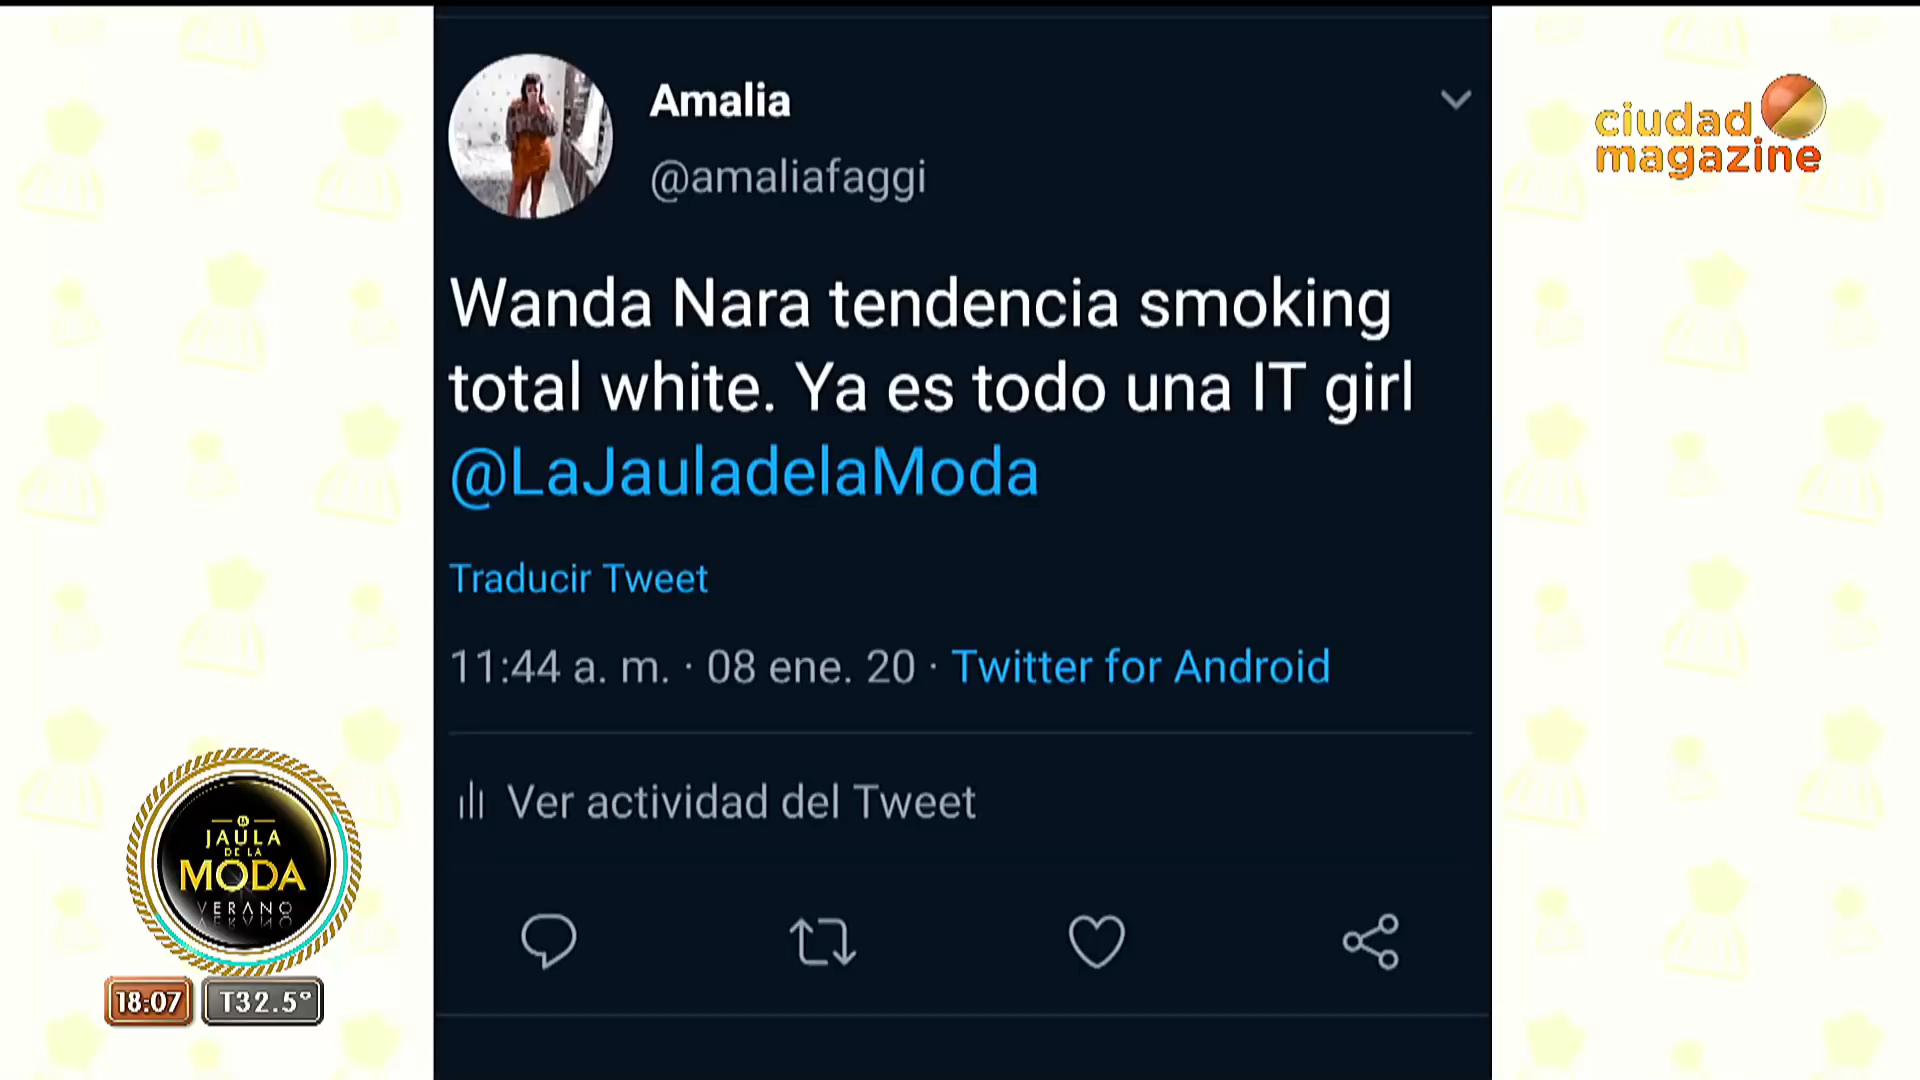 Amalia
@amaliafaggi
ciudad
magazine
Wanda Nara tendencia smoking
total white. Ya es todo una IT girl
@LaJauladelaModa
Traducir Tweet
11:44 a. m. · 08 ene. 20 · Twitter for Android
Ver actividad del Tweet
LA
JAULA
DE LA
MODA
VERANO
18:07 T32.5°